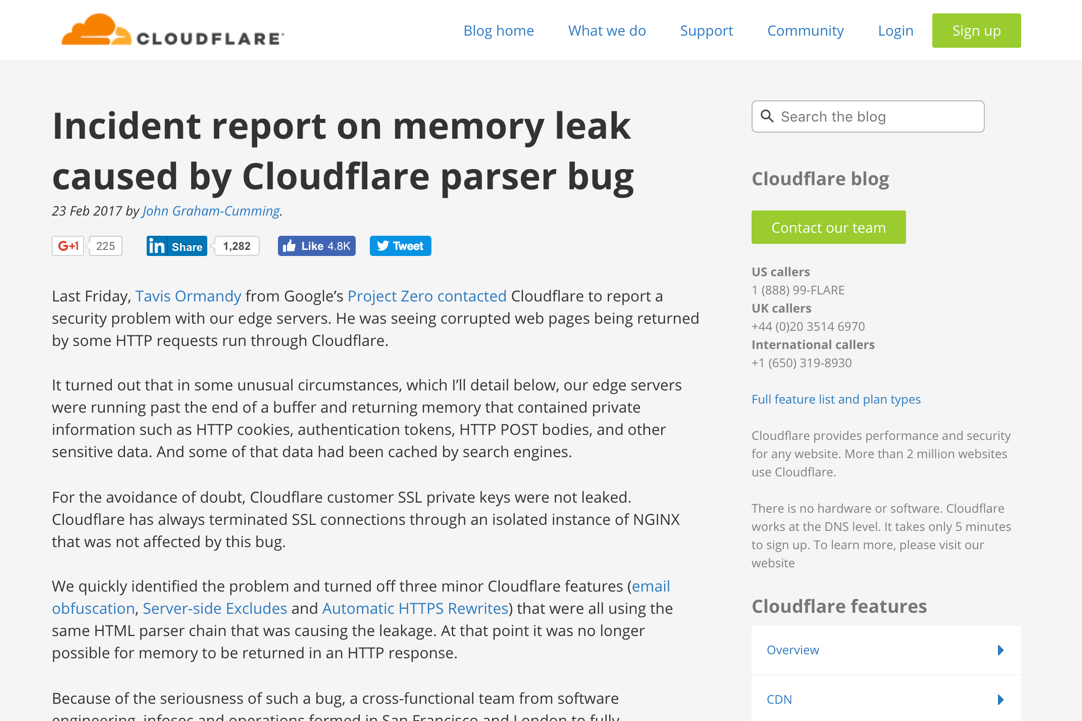 CLOUDFLARE
Blog home What we do Support Community Login Sign up
Incident report on memory leak
caused by Cloudflare parser bug
23 Feb 2017 by John Graham-Cumming.
G+1 225 in Share 1,282 Like 4.8K Tweet
Last Friday, Tavis Ormandy from Google’s Project Zero contacted Cloudflare to report a
security problem with our edge servers. He was seeing corrupted web pages being returned
by some HTTP requests run through Cloudflare.
It turned out that in some unusual circumstances, which I’ll detail below, our edge servers
were running past the end of a buffer and returning memory that contained private
information such as HTTP cookies, authentication tokens, HTTP POST bodies, and other
sensitive data. And some of that data had been cached by search engines.
For the avoidance of doubt, Cloudflare customer SSL private keys were not leaked.
Cloudflare has always terminated SSL connections through an isolated instance of NGINX
that was not affected by this bug.
We quickly identified the problem and turned off three minor Cloudflare features (email
obfuscation, Server-side Excludes and Automatic HTTPS Rewrites) that were all using the
same HTML parser chain that was causing the leakage. At that point it was no longer
possible for memory to be returned in an HTTP response.
Because of the seriousness of such a bug, a cross-functional team from software
engineering, infosec and operations formed in San Francisco and London to fully
Search the blog
Cloudflare blog
Contact our team
US callers
1 (888) 99-FLARE
UK callers
+44 (0)20 3514 6970
International callers
+1 (650) 319-8930
Full feature list and plan types
Cloudflare provides performance and security
for any website. More than 2 million websites
use Cloudflare.
There is no hardware or software. Cloudflare
works at the DNS level. It takes only 5 minutes
to sign up. To learn more, please visit our
website
Cloudflare features
Overview
CDN